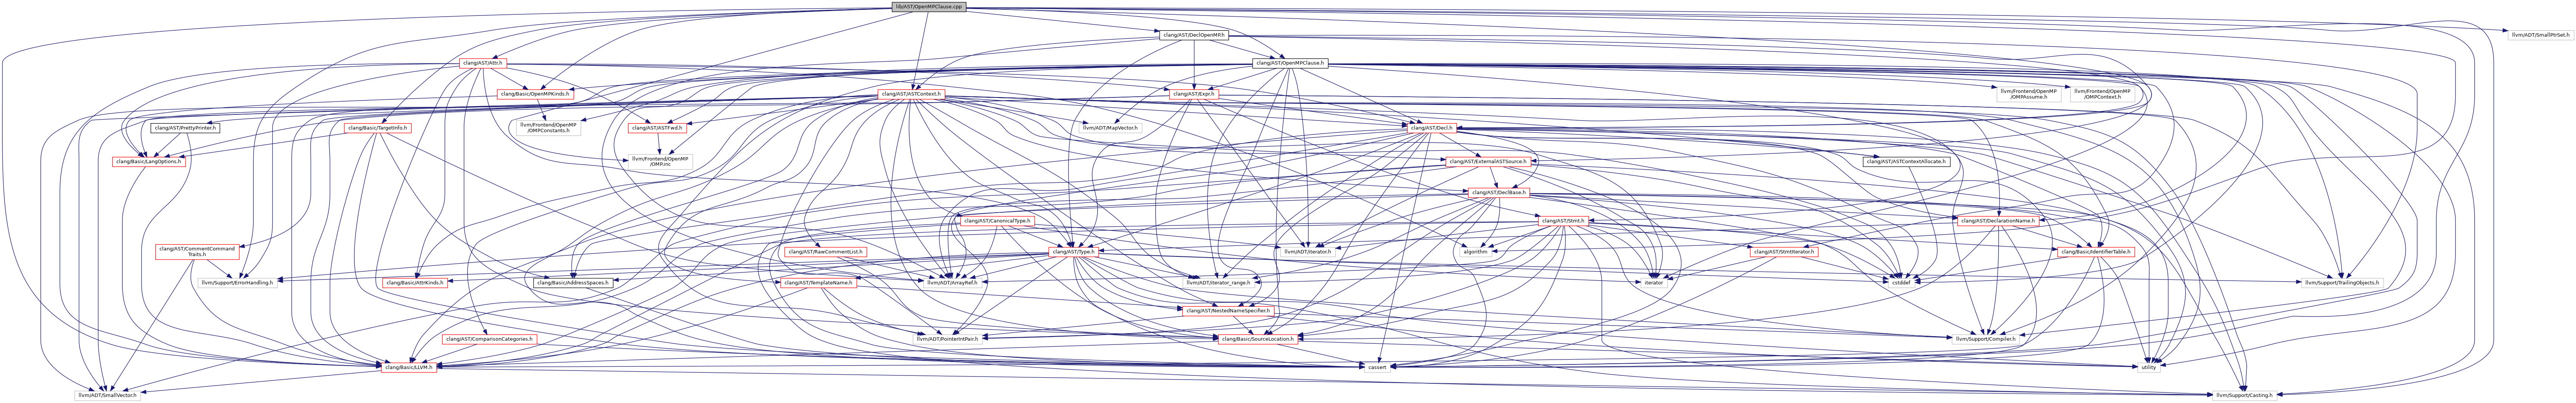 lib/AST/OpenMPClause.cpp
clang/AST/DeclOpenMP.h
llvm/ADT/SmallPtrSet.h
clang/AST/Attr.h
clang/AST/OpenMPClause.h
clang/Basic/OpenMPKinds.h
clang/AST/ASTContext.h
clang/AST/Expr.h
llvm/Frontend/OpenMP
/OMPAssume.h
llvm/Frontend/OpenMP
/OMPContext.h
clang/AST/PrettyPrinter.h
clang/Basic/TargetInfo.h
llvm/Frontend/OpenMP
/OMPConstants.h
clang/AST/ASTFwd.h
llvm/ADT/MapVector.h
clang/AST/Decl.h
clang/Basic/LangOptions.h
llvm/Frontend/OpenMP
/OMP.inc
clang/AST/ExternalASTSource.h
clang/AST/ASTContextAllocate.h
clang/AST/DeclBase.h
clang/AST/CanonicalType.h
clang/AST/Stmt.h
clang/AST/DeclarationName.h
clang/AST/CommentCommand
Traits.h
clang/AST/RawCommentList.h
clang/AST/Type.h
llvm/ADT/iterator.h
algorithm
clang/AST/StmtIterator.h
clang/Basic/IdentifierTable.h
llvm/Support/ErrorHandling.h
clang/Basic/AttrKinds.h
clang/Basic/AddressSpaces.h
clang/AST/TemplateName.h
llvm/ADT/ArrayRef.h
llvm/ADT/iterator_range.h
iterator
cstddef
llvm/Support/TrailingObjects.h
clang/AST/NestedNameSpecifier.h
clang/AST/ComparisonCategories.h
llvm/ADT/PointerIntPair.h
clang/Basic/SourceLocation.h
llvm/Support/Compiler.h
clang/Basic/LLVM.h
cassert
utility
llvm/ADT/SmallVector.h
llvm/Support/Casting.h